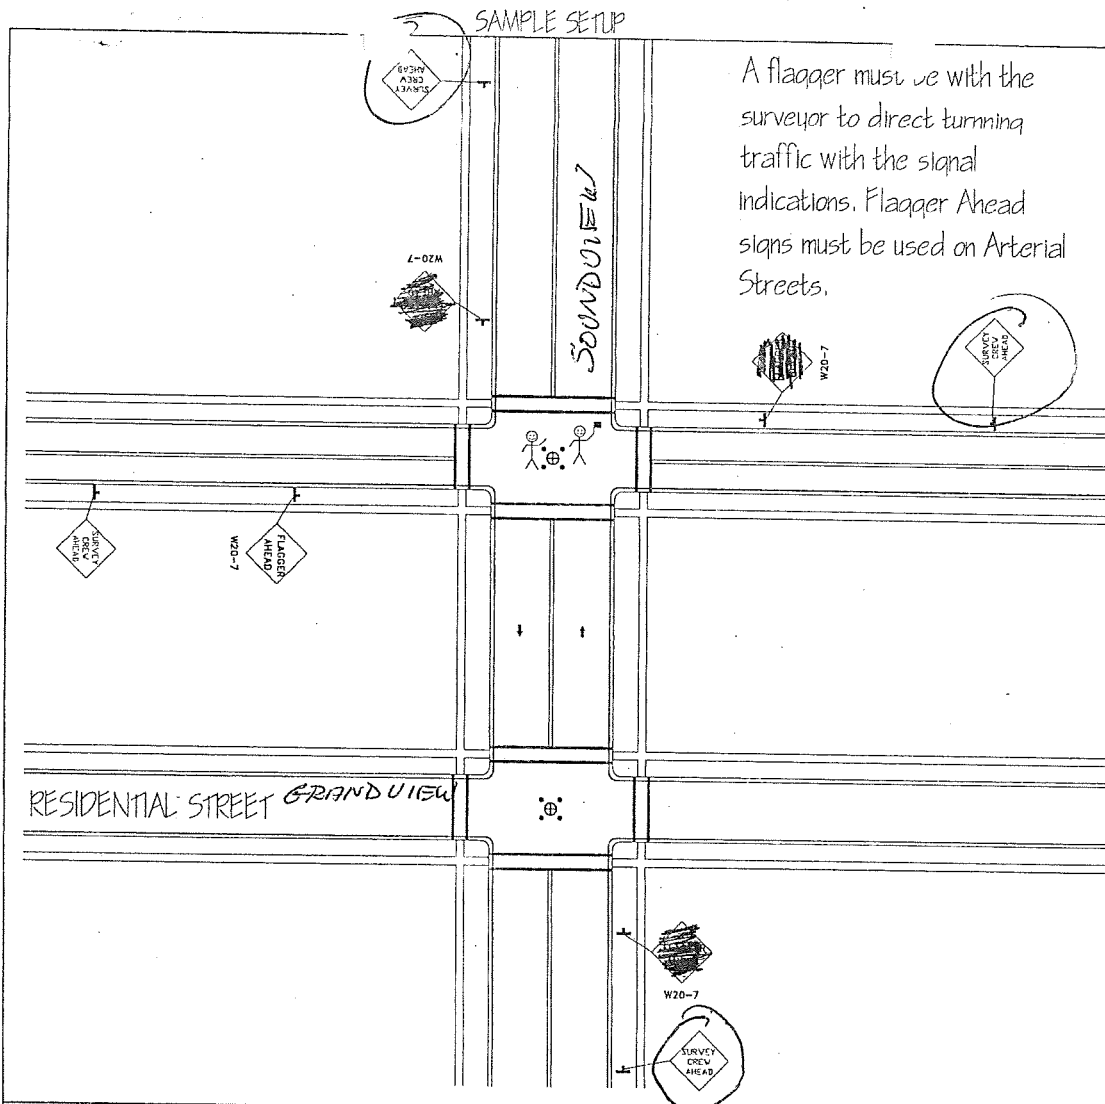 SAMPLE SETUP
SURVEY
CREW
AHEAD
A flagger must be with the
surveyor to direct turnning
traffic with the signal
indications. Flagger Ahead
signs must be used on Arterial
Streets.
SOUNDVIEW
W20-7
W20-7
SURVEY
CREW
AHEAD
SURVEY
CREW
AHEAD
W20-7
FLAGGER
AHEAD
RESIDENTIAL STREET GRANDVIEW
W20-7
SURVEY
CREW
AHEAD